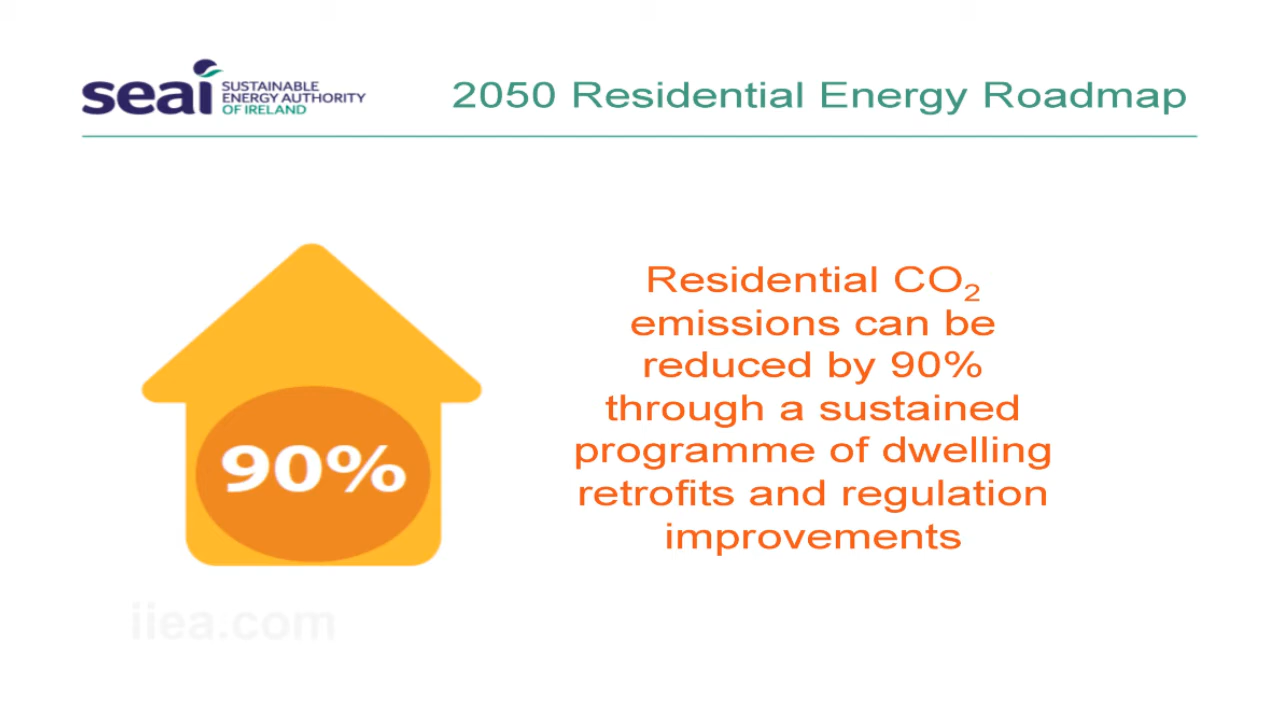 seai SUSTAINABLE
ENERGY AUTHORITY
OF IRELAND
2050 Residential Energy Roadmap
90%
Residential CO₂
emissions can be
reduced by 90%
through a sustained
programme of dwelling
retrofits and regulation
improvements
iiea.com